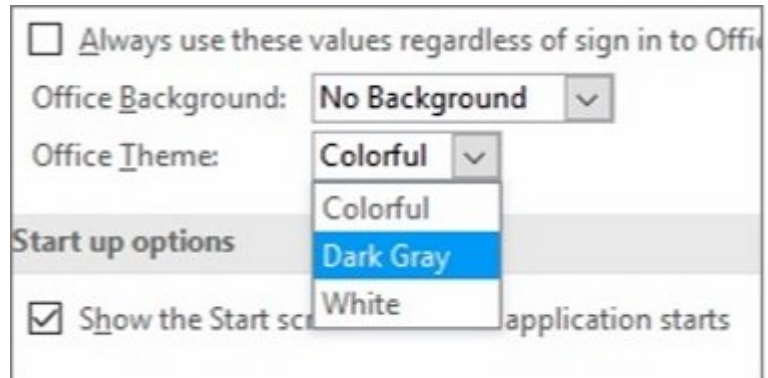 Always use these values regardless of sign in to Offi
Office Background: No Background
Office Theme: Colorful
Colorful
Start up options
Dark Gray
White
Show the Start scr application starts